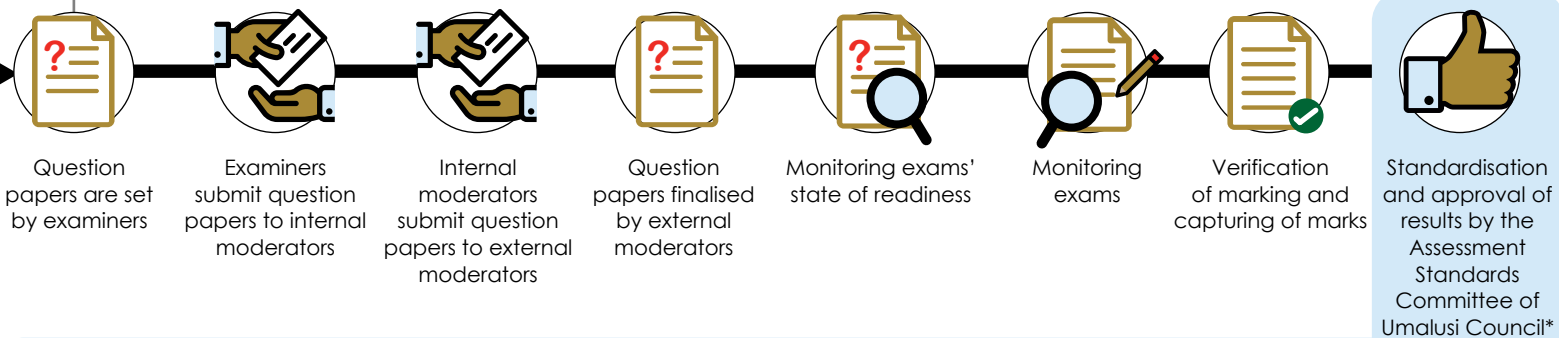 ?
?
?
Question
papers are set
by examiners
Examiners
submit question
papers to internal
moderators
Internal
moderators
submit question
papers to external
moderators
Question
papers finalised
by external
moderators
Monitoring exams’
state of readiness
Monitoring
exams
Verification
of marking and
capturing of marks
Standardisation
and approval of
results by the
Assessment
Standards
Committee of
Umalusi Council*